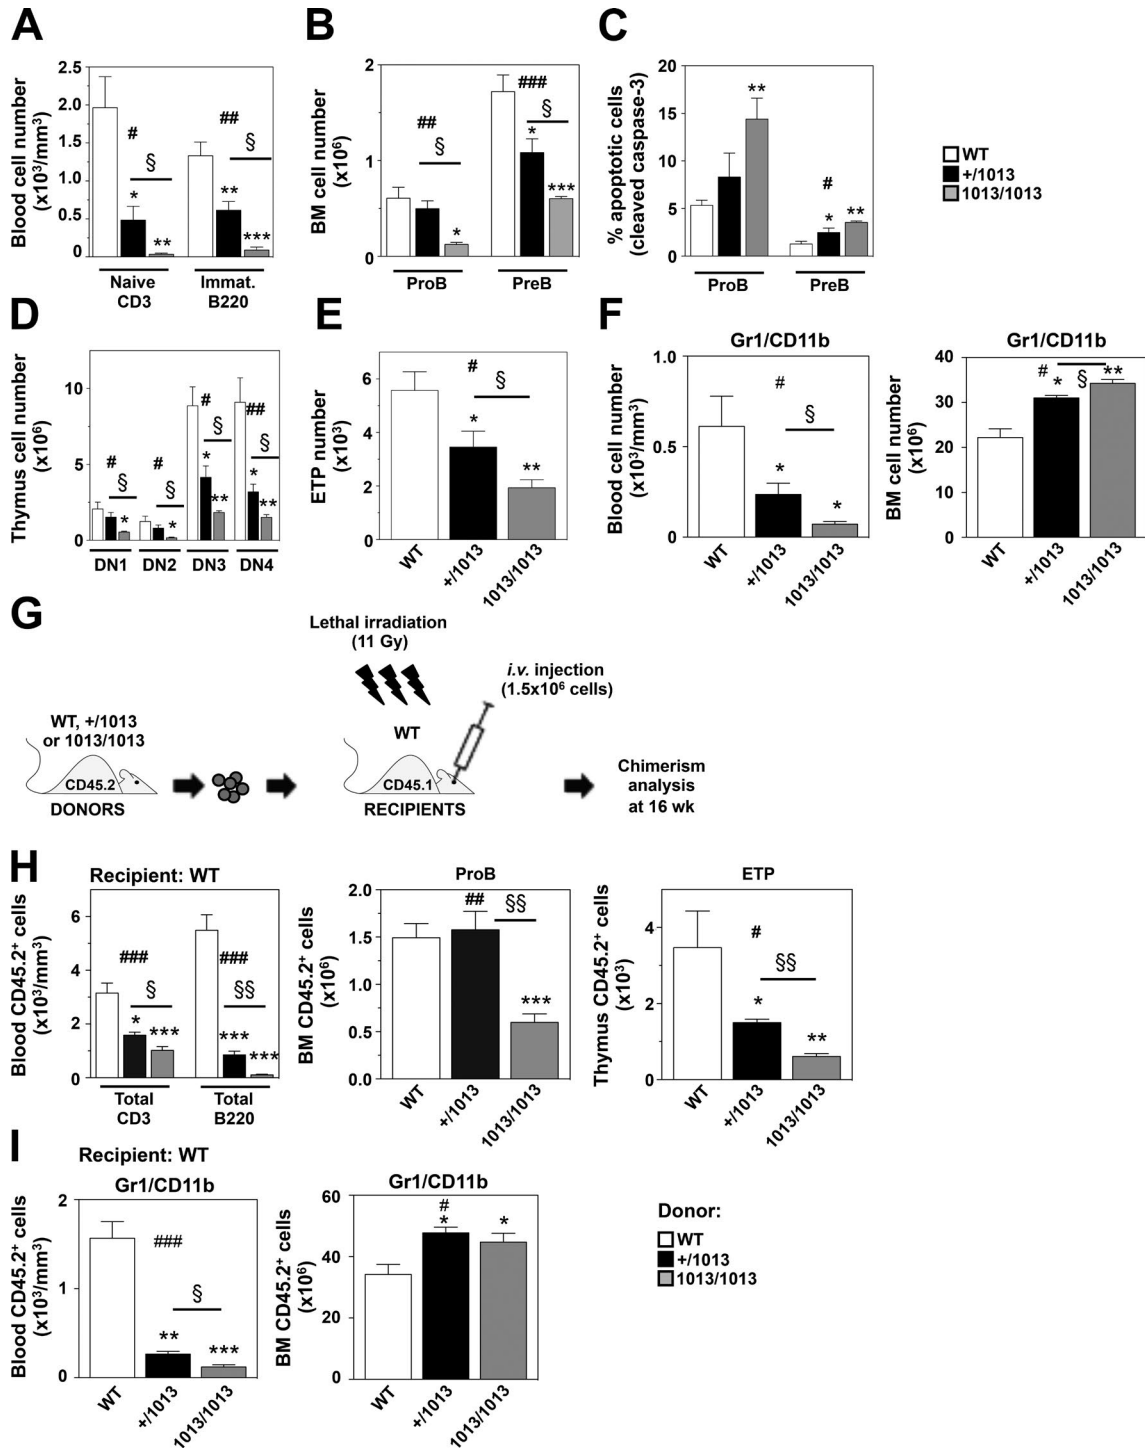 A
Blood cell number
(x10³/mm³)
2.5
2.0
1.5
1.0
0.5
0
#
§
*
**
##
§
**
***
Naive
CD3
Immat.
B220
B
BM cell number
(x10⁶)
2
1
0
##
§
*
###
§
*
***
ProB
PreB
C
% apoptotic cells
(cleaved caspase-3)
20
15
10
5
0
**
#
*
**
ProB
PreB
WT
+/1013
1013/1013
D
Thymus cell number
(x10⁶)
10
5
0
#
§
*
#
§
*
#
§
*
**
##
§
*
**
DN1
DN2
DN3
DN4
E
ETP number
(x10³)
6
4
2
0
#
§
*
**
WT
+/1013
1013/1013
F
Gr1/CD11b
Blood cell number
(x10³/mm³)
1.0
0.5
0
#
§
*
*
WT
+/1013
1013/1013
Gr1/CD11b
BM cell number
(x10⁶)
40
30
20
10
0
#
*
§
**
WT
+/1013
1013/1013
G
Lethal irradiation
(11 Gy)
i.v. injection
(1.5x10⁶ cells)
WT, +/1013
or 1013/1013
WT
CD45.2
CD45.1
DONORS
RECIPIENTS
Chimerism
analysis
at 16 wk
H
Recipient: WT
Blood CD45.2⁺ cells
(x10³/mm³)
6
4
2
0
###
§
*
***
###
§§
***
***
Total
CD3
Total
B220
ProB
BM CD45.2⁺ cells
(x10⁶)
2.0
1.5
1.0
0.5
0.0
##
§§
***
WT
+/1013
1013/1013
ETP
Thymus CD45.2⁺ cells
(x10³)
4
2
0
#
§§
*
**
WT
+/1013
1013/1013
I
Recipient: WT
Gr1/CD11b
Blood CD45.2⁺ cells
(x10³/mm³)
2
1
0
###
§
**
***
WT
+/1013
1013/1013
Gr1/CD11b
BM CD45.2⁺ cells
(x10⁶)
60
40
20
0
#
*
*
WT
+/1013
1013/1013
Donor:
WT
+/1013
1013/1013